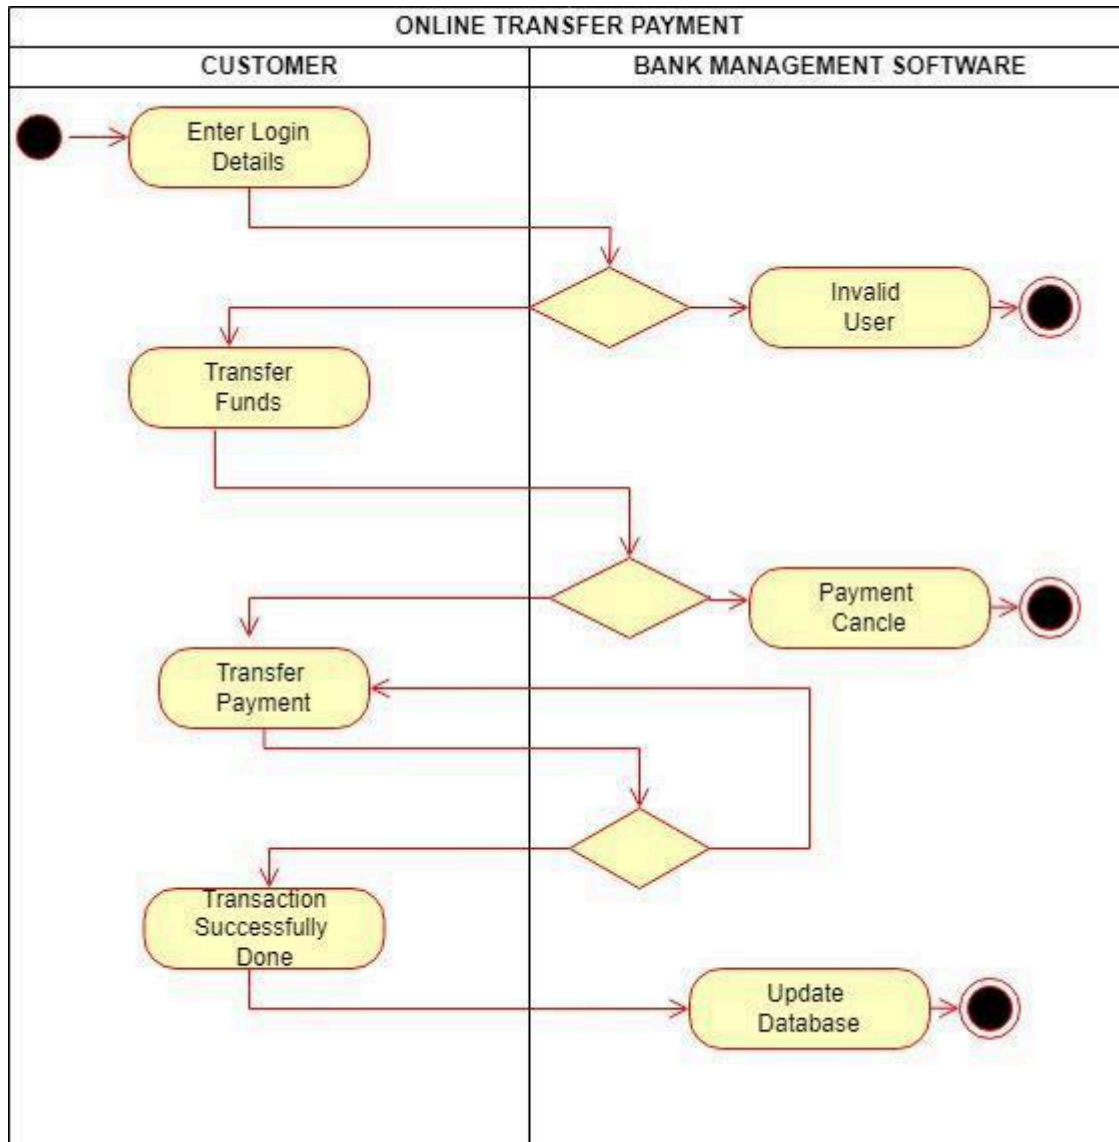 ONLINE TRANSFER PAYMENT
CUSTOMER
BANK MANAGEMENT SOFTWARE
Enter Login
Details
Invalid
User
Transfer
Funds
Payment
Cancle
Transfer
Payment
Transaction
Successfully
Done
Update
Database